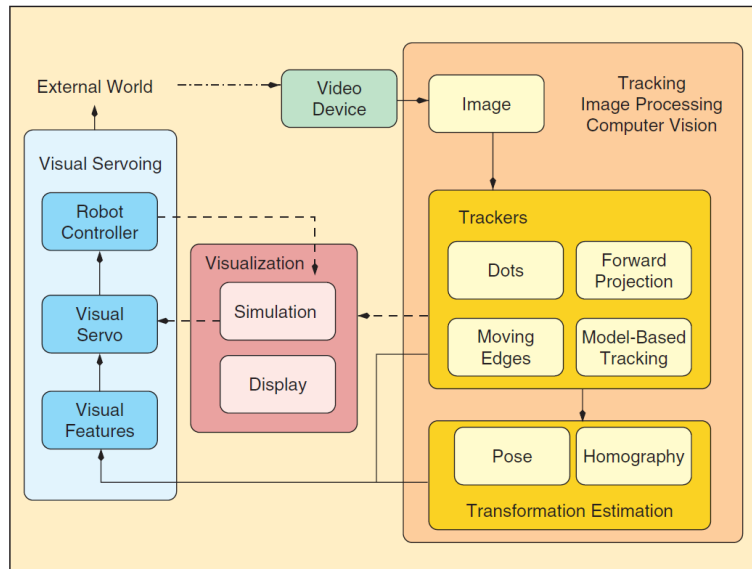 External World
Video
Device
Image
Tracking
Image Processing
Computer Vision
Visual Servoing
Robot
Controller
Visual
Servo
Visual
Features
Visualization
Simulation
Display
Trackers
Dots
Forward
Projection
Moving
Edges
Model-Based
Tracking
Pose
Homography
Transformation Estimation